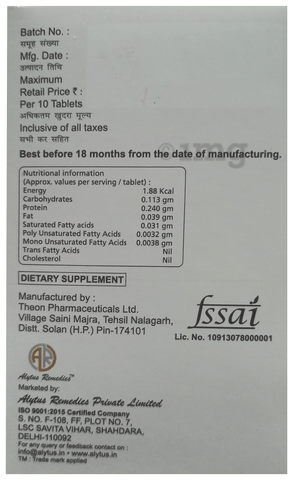 Batch No. :
समूह संख्या
Mfg. Date :
उत्पादन तिथि
Maximum
Retail Price ₹ :
Per 10 Tablets
अधिकतम खुदरा मूल्य
Inclusive of all taxes
सभी कर सहित
1mg
Best before 18 months from the date of manufacturing.
Nutritional information
(Approx. values per serving / tablet) :
Energy 1.88 Kcal
Carbohydrates 0.113 gm
Protein 0.240 gm
Fat 0.039 gm
Saturated Fatty acids 0.031 gm
Poly Unsaturated Fatty Acids 0.0032 gm
Mono Unsaturated Fatty Acids 0.0038 gm
Trans Fatty Acids Nil
Cholesterol Nil
DIETARY SUPPLEMENT
Manufactured by :
Theon Pharmaceuticals Ltd.
Village Saini Majra, Tehsil Nalagarh,
Distt. Solan (H.P.) Pin-174101
fssai
Lic. No. 10913078000001
AR
Alytus Remedies™
Marketed by:
Alytus Remedies Private Limited
ISO 9001:2015 Certified Company
S. NO. F-108, FF, PLOT NO. 7,
LSC SAVITA VIHAR, SHAHDARA,
DELHI-110092
For any query or feedback contact on :
info@alytus.in • www.alytus.in
TM : Trade mark applied